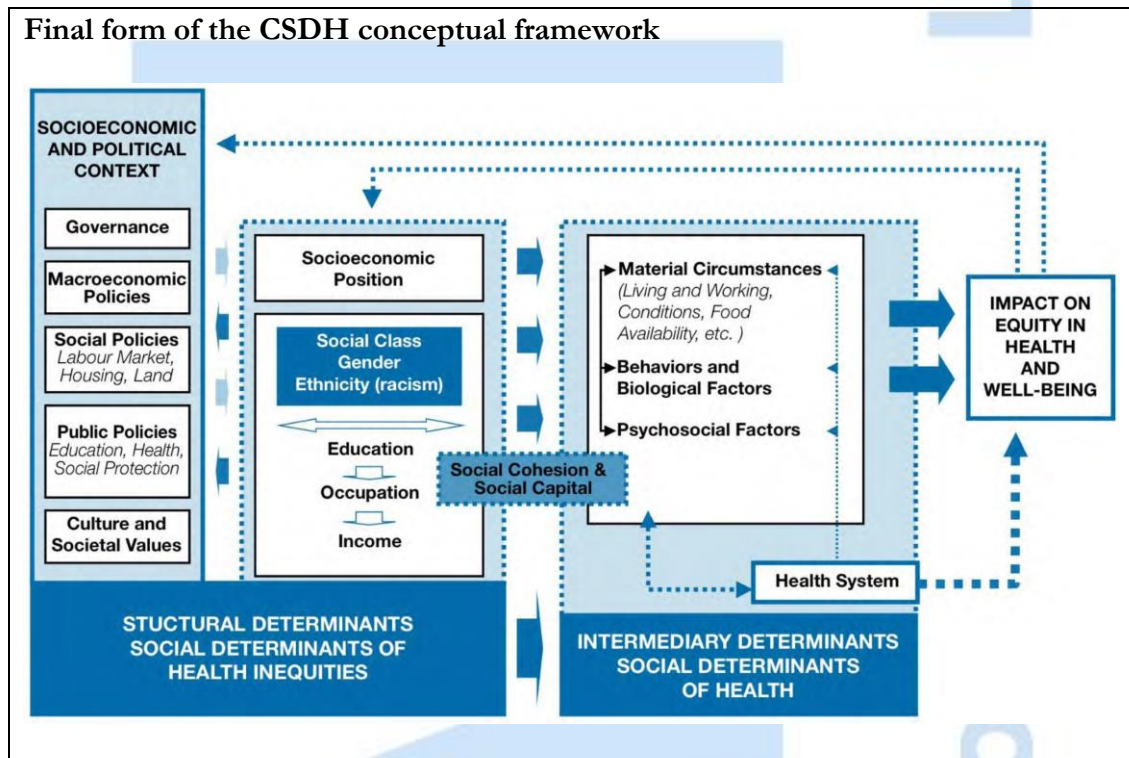 Final form of the CSDH conceptual framework
SOCIOECONOMIC
AND POLITICAL
CONTEXT
Governance
Macroeconomic
Policies
Social Policies
Labour Market,
Housing, Land
Public Policies
Education, Health,
Social Protection
Culture and
Societal Values
Socioeconomic
Position
Social Class
Gender
Ethnicity (racism)
Education
Occupation
Income
Social Cohesion &
Social Capital
Material Circumstances
(Living and Working,
Conditions, Food
Availability, etc. )
Behaviors and
Biological Factors
Psychosocial Factors
Health System
IMPACT ON
EQUITY IN
HEALTH
AND
WELL-BEING
STUCTURAL DETERMINANTS
SOCIAL DETERMINANTS OF
HEALTH INEQUITIES
INTERMEDIARY DETERMINANTS
SOCIAL DETERMINANTS
OF HEALTH